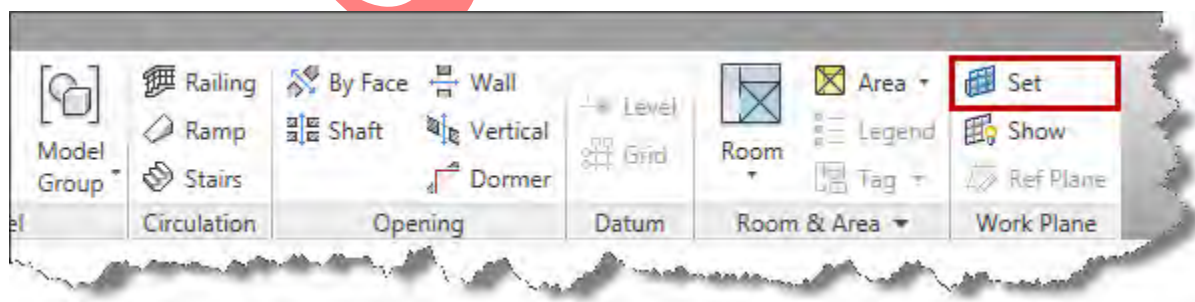 Model
Group
Railing
Ramp
Stairs
Circulation
By Face
Wall
Shaft
Vertical
Dormer
Opening
Level
Grid
Datum
Room
Area
Legend
Tag
Room & Area
Set
Show
Ref Plane
Work Plane